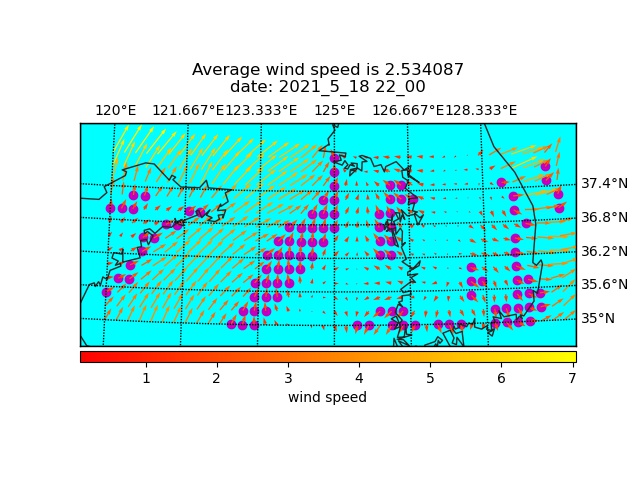 Average wind speed is 2.534087
date: 2021_5_18 22_00
120°E 121.667°E 123.333°E 125°E 126.667°E 128.333°E
37.4°N
36.8°N
36.2°N
35.6°N
35°N
1 2 3 4 5 6 7
wind speed